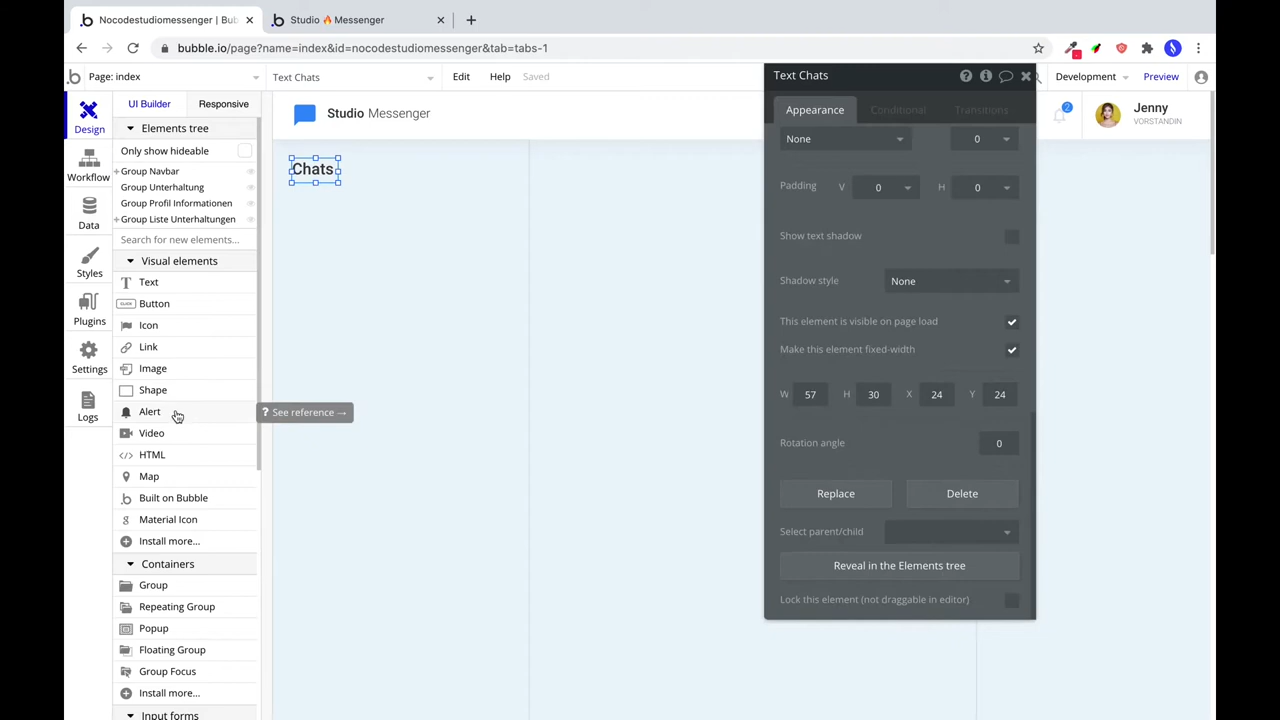 Nocodestudiomessenger | Bub
Studio 🔥 Messenger
bubble.io/page?name=index&id=nocodestudiomessenger&tab=tabs-1
Page: index
Text Chats
Edit
Help
Saved
Development
Preview
Design
Workflow
Data
Styles
Plugins
Settings
Logs
UI Builder
Responsive
Elements tree
Only show hideable
Group Navbar
Group Unterhaltung
Group Profil Informationen
Group Liste Unterhaltungen
Search for new elements...
Visual elements
Text
CLICK Button
Icon
Link
Image
Shape
Alert
Video
HTML
Map
Built on Bubble
Material Icon
Install more...
Containers
Group
Repeating Group
Popup
Floating Group
Group Focus
Install more...
Input forms
? See reference →
Studio Messenger
2
Jenny
VORSTANDIN
Chats
Text Chats
Appearance
Conditional
Transitions
None
0
Padding V 0 H 0
Show text shadow
Shadow style None
This element is visible on page load
Make this element fixed-width
W 57 H 30 X 24 Y 24
Rotation angle 0
Replace
Delete
Select parent/child
Reveal in the Elements tree
Lock this element (not draggable in editor)